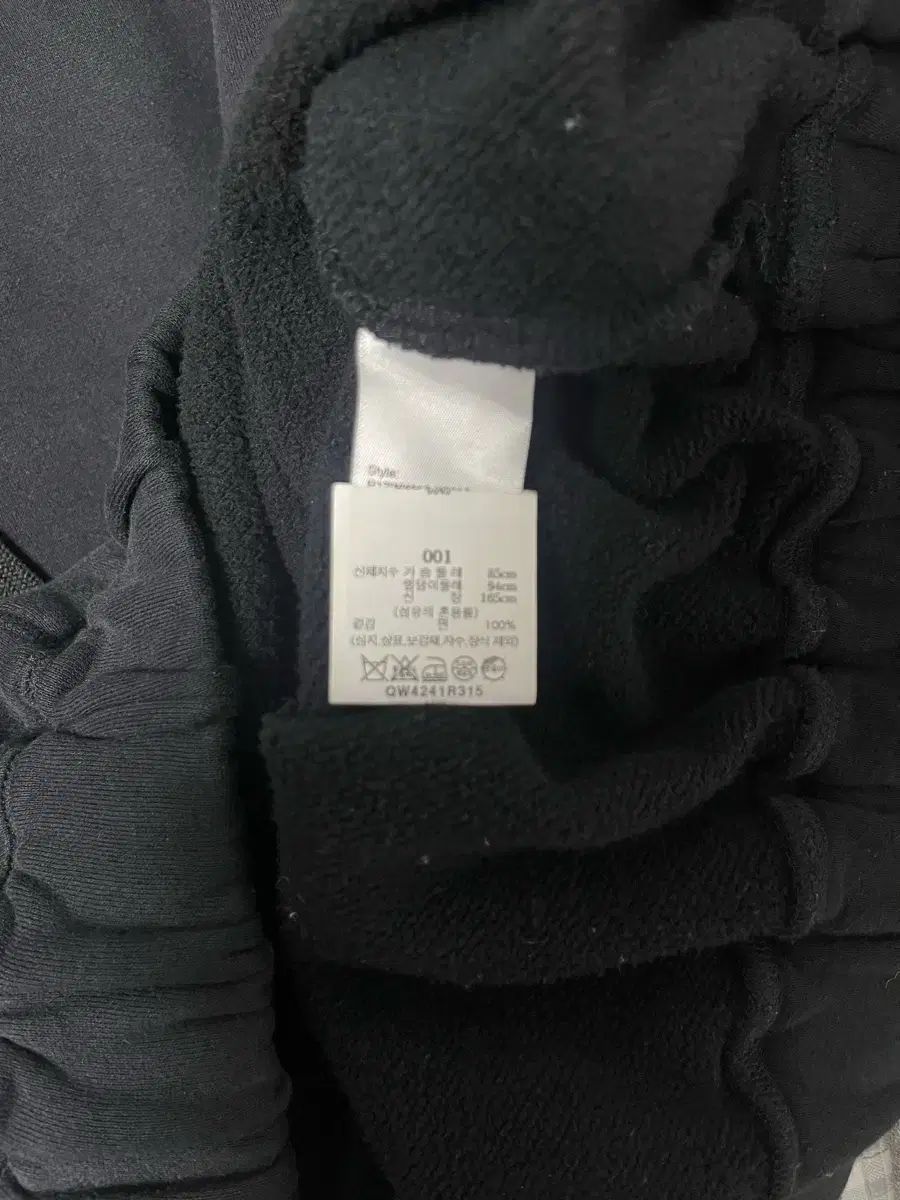 Style:
001
신체치수 가 슴 둘 레 85cm
엉덩이둘레 94cm
신 장 165cm
(섬유의 혼용률)
겉감 면 100%
(심지,상표,보강재,자수,장식 제외)
QW4241R315